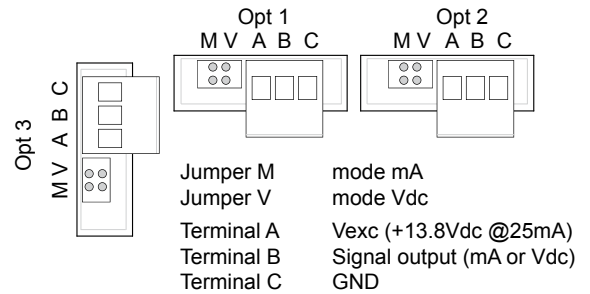 Opt 1
M V A B C
Opt 2
M V A B C
Opt 3
M V A B C
Jumper M mode mA
Jumper V mode Vdc
Terminal A Vexc (+13.8Vdc @25mA)
Terminal B Signal output (mA or Vdc)
Terminal C GND